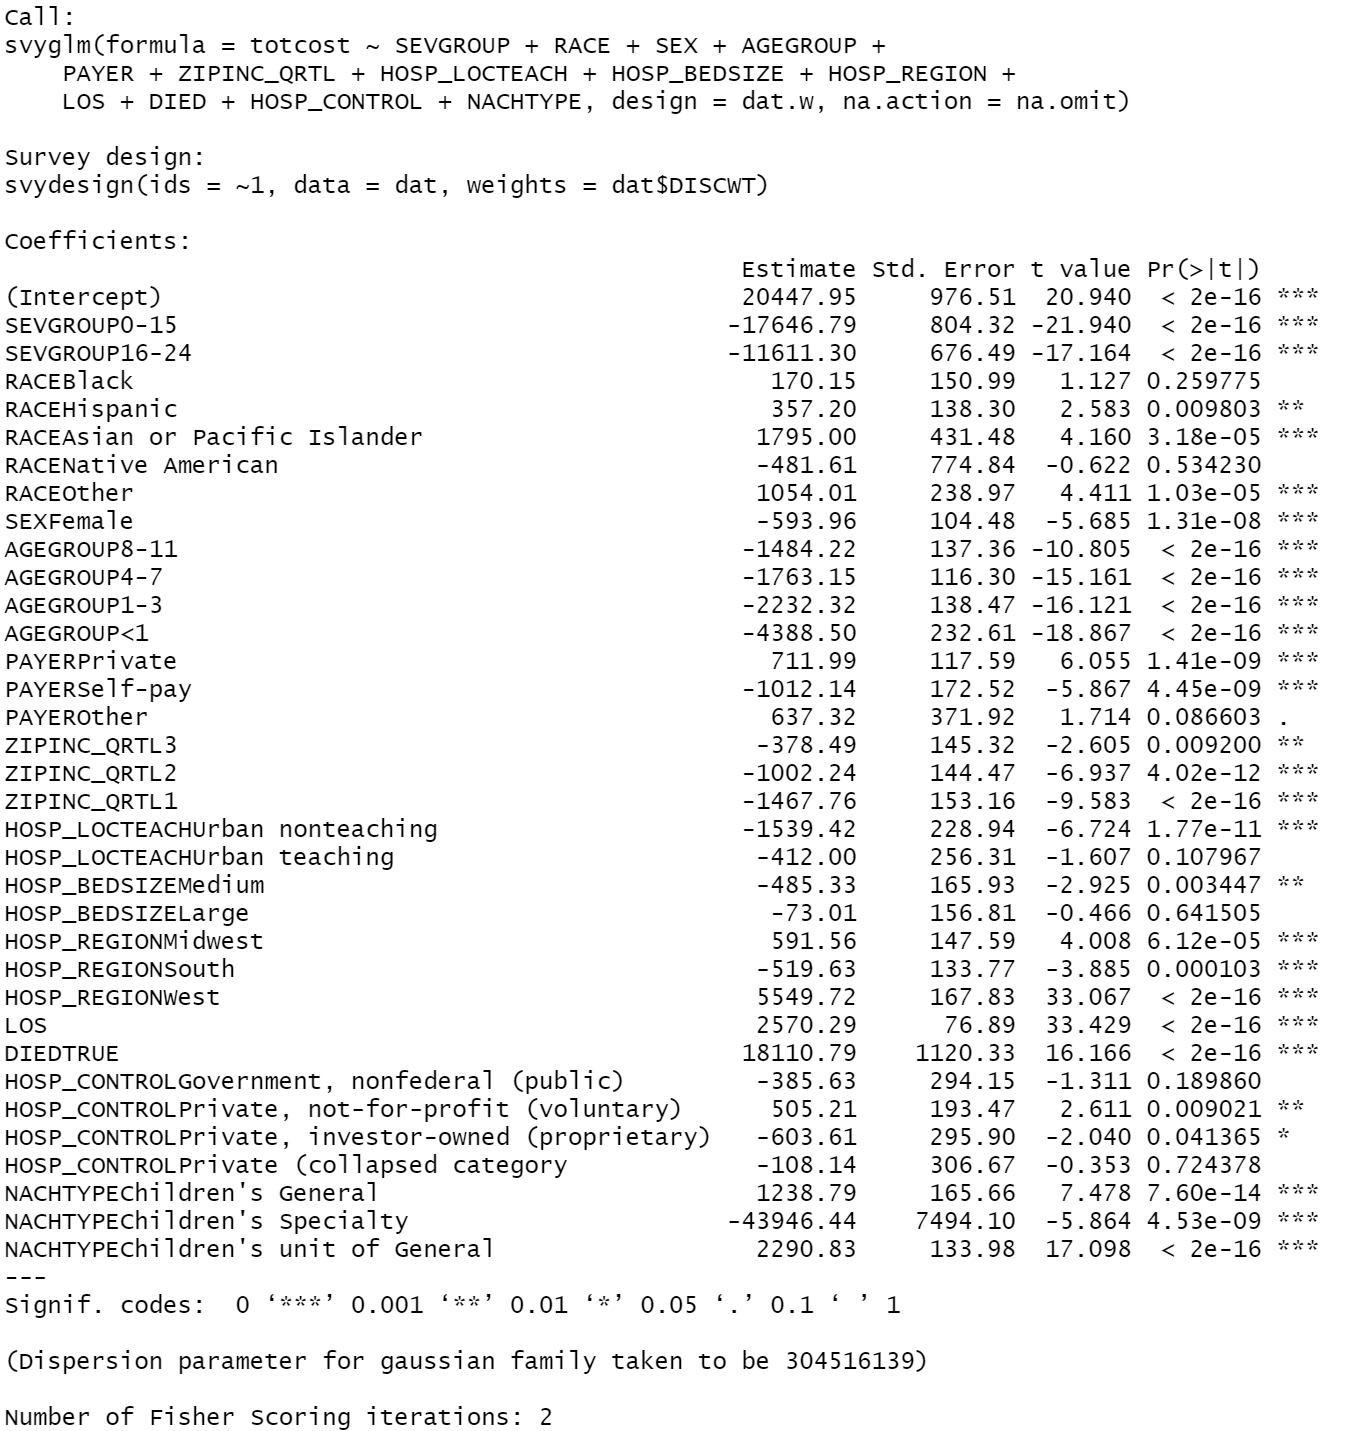 Call:
svyglm(formula = totcost ~ SEVGROUP + RACE + SEX + AGEGROUP +
    PAYER + ZIPINC_QRTL + HOSP_LOCTEACH + HOSP_BEDSIZE + HOSP_REGION +
    LOS + DIED + HOSP_CONTROL + NACHTYPE, design = dat.w, na.action = na.omit)

Survey design:
svydesign(ids = ~1, data = dat, weights = dat$DISCWT)

Coefficients:
                                                   Estimate Std. Error t value Pr(>|t|)
(Intercept)                                        20447.95     976.51  20.940  < 2e-16 ***
SEVGROUP0-15                                      -17646.79     804.32 -21.940  < 2e-16 ***
SEVGROUP16-24                                     -11611.30     676.49 -17.164  < 2e-16 ***
RACEBlack                                            170.15     150.99   1.127 0.259775
RACEHispanic                                         357.20     138.30   2.583 0.009803 **
RACEAsian or Pacific Islander                       1795.00     431.48   4.160 3.18e-05 ***
RACENative American                                 -481.61     774.84  -0.622 0.534230
RACEOther                                           1054.01     238.97   4.411 1.03e-05 ***
SEXFemale                                           -593.96     104.48  -5.685 1.31e-08 ***
AGEGROUP8-11                                       -1484.22     137.36 -10.805  < 2e-16 ***
AGEGROUP4-7                                        -1763.15     116.30 -15.161  < 2e-16 ***
AGEGROUP1-3                                        -2232.32     138.47 -16.121  < 2e-16 ***
AGEGROUP<1                                         -4388.50     232.61 -18.867  < 2e-16 ***
PAYERPrivate                                         711.99     117.59   6.055 1.41e-09 ***
PAYERSelf-pay                                      -1012.14     172.52  -5.867 4.45e-09 ***
PAYEROther                                           637.32     371.92   1.714 0.086603 .
ZIPINC_QRTL3                                        -378.49     145.32  -2.605 0.009200 **
ZIPINC_QRTL2                                       -1002.24     144.47  -6.937 4.02e-12 ***
ZIPINC_QRTL1                                       -1467.76     153.16  -9.583  < 2e-16 ***
HOSP_LOCTEACHUrban nonteaching                     -1539.42     228.94  -6.724 1.77e-11 ***
HOSP_LOCTEACHUrban teaching                         -412.00     256.31  -1.607 0.107967
HOSP_BEDSIZEMedium                                  -485.33     165.93  -2.925 0.003447 **
HOSP_BEDSIZELarge                                    -73.01     156.81  -0.466 0.641505
HOSP_REGIONMidwest                                   591.56     147.59   4.008 6.12e-05 ***
HOSP_REGIONSouth                                    -519.63     133.77  -3.885 0.000103 ***
HOSP_REGIONWest                                     5549.72     167.83  33.067  < 2e-16 ***
LOS                                                 2570.29      76.89  33.429  < 2e-16 ***
DIEDTRUE                                           18110.79    1120.33  16.166  < 2e-16 ***
HOSP_CONTROLGovernment, nonfederal (public)         -385.63     294.15  -1.311 0.189860
HOSP_CONTROLPrivate, not-for-profit (voluntary)      505.21     193.47   2.611 0.009021 **
HOSP_CONTROLPrivate, investor-owned (proprietary)   -603.61     295.90  -2.040 0.041365 *
HOSP_CONTROLPrivate (collapsed category             -108.14     306.67  -0.353 0.724378
NACHTYPEChildren's General                          1238.79     165.66   7.478 7.60e-14 ***
NACHTYPEChildren's Specialty                      -43946.44    7494.10  -5.864 4.53e-09 ***
NACHTYPEChildren's unit of General                  2290.83     133.98  17.098  < 2e-16 ***
---
Signif. codes:  0 ‘***’ 0.001 ‘**’ 0.01 ‘*’ 0.05 ‘.’ 0.1 ‘ ’ 1

(Dispersion parameter for gaussian family taken to be 304516139)

Number of Fisher Scoring iterations: 2